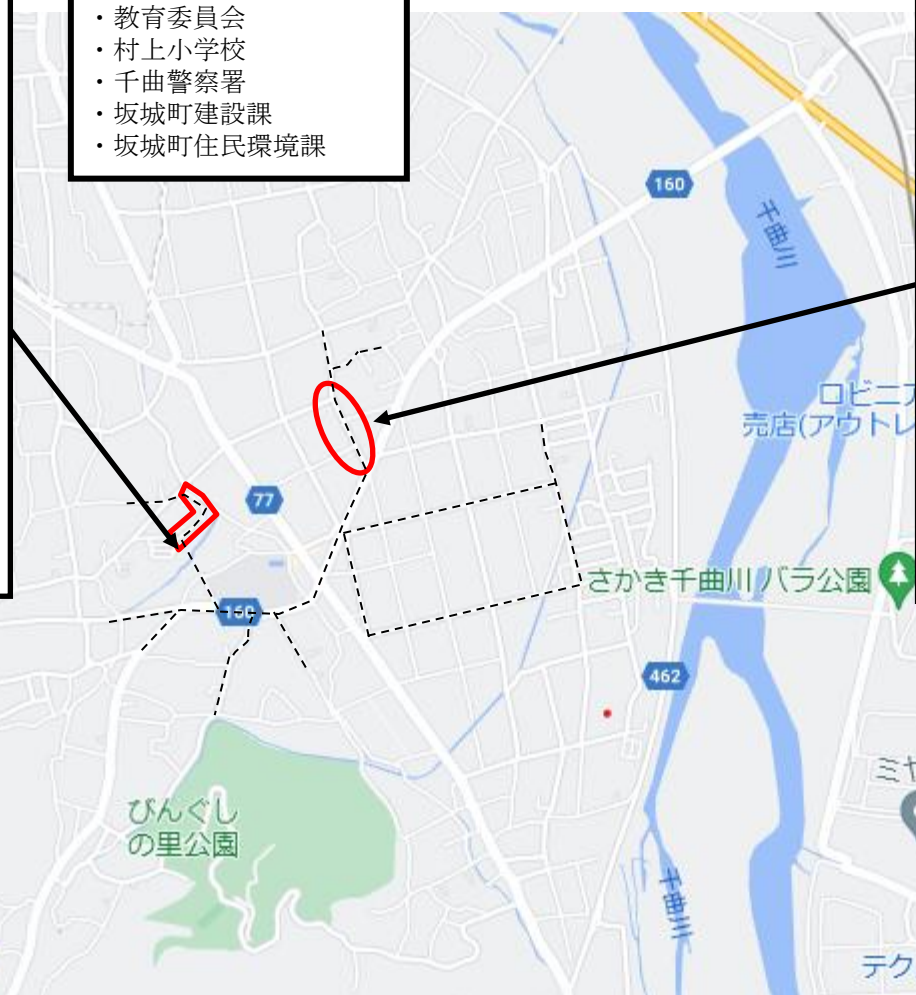 ・教育委員会
・村上小学校
・千曲警察署
・坂城町建設課
・坂城町住民環境課
160
千曲川
ロビニア
売店(アウトレ
77
さかき千曲川バラ公園
160
462
ミヤ
びんぐし
の里公園
千曲川
テク